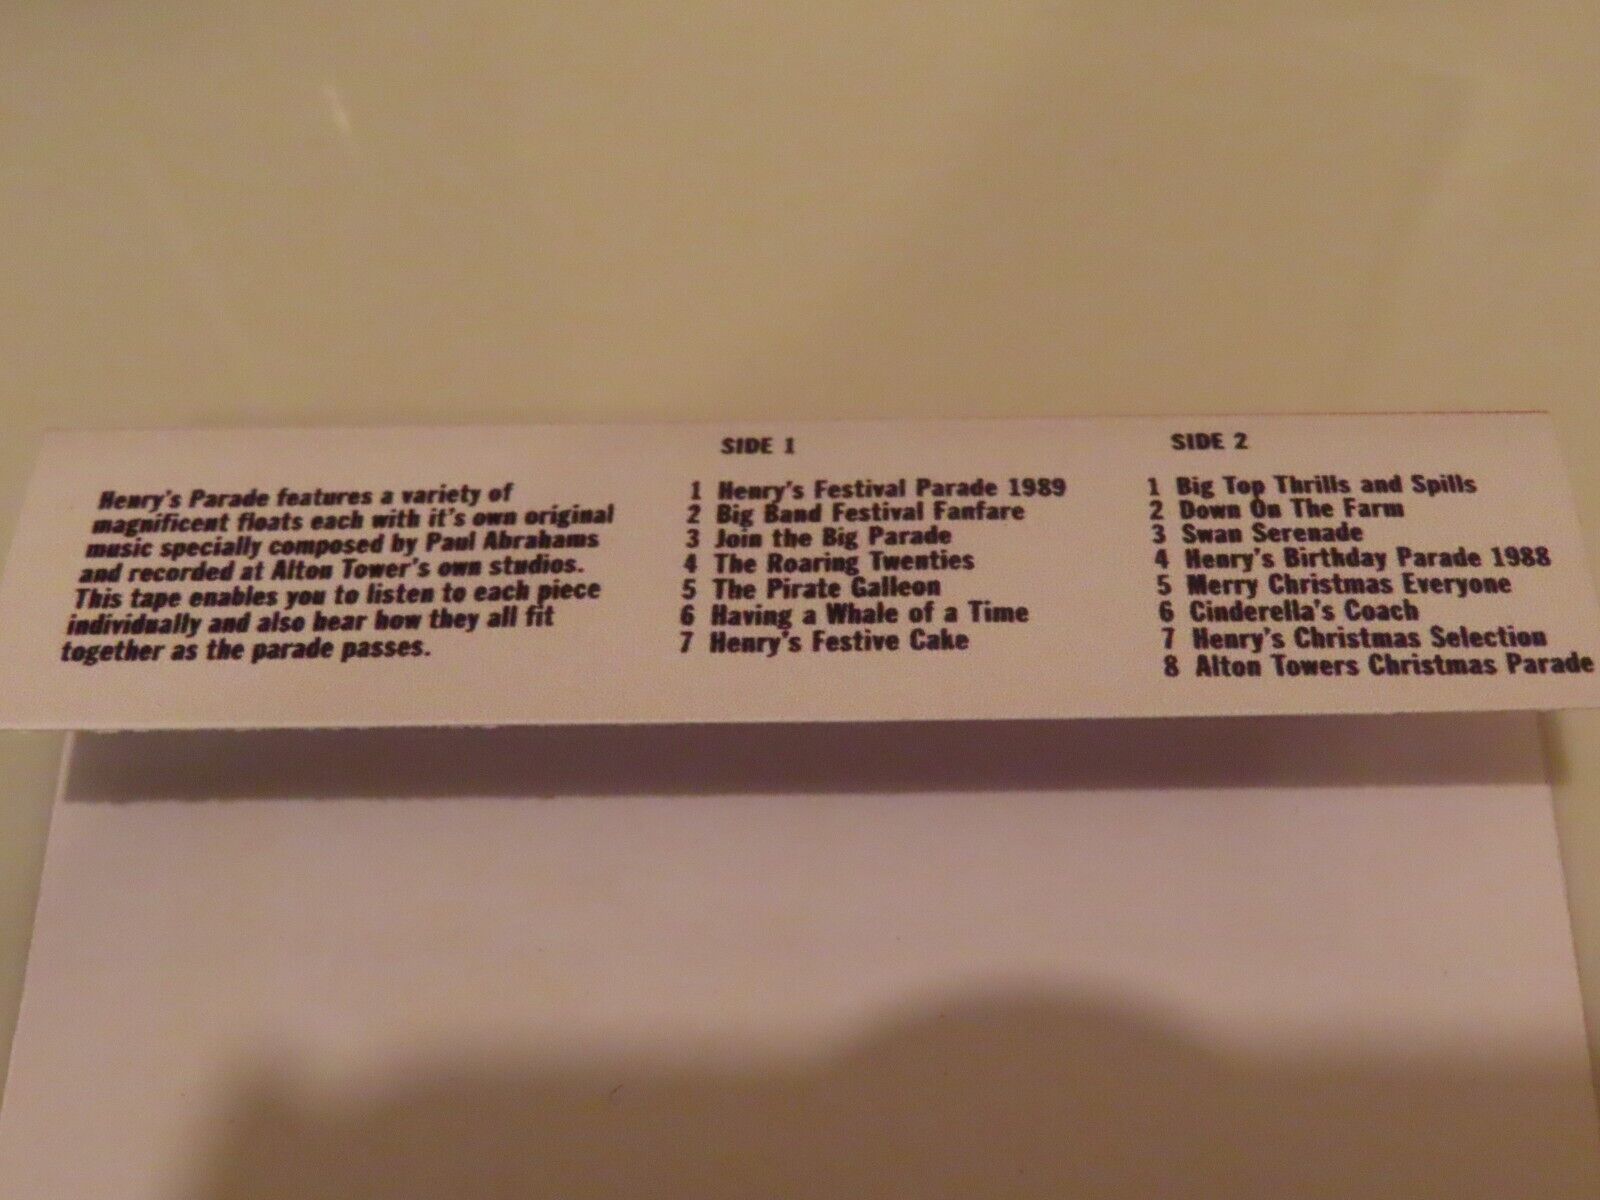 Henry's Parade features a variety of
magnificent floats each with it's own original
music specially composed by Paul Abrahams
and recorded at Alton Tower's own studios.
This tape enables you to listen to each piece
individually and also hear how they all fit
together as the parade passes.
SIDE 1
1 Henry's Festival Parade 1989
2 Big Band Festival Fanfare
3 Join the Big Parade
4 The Roaring Twenties
5 The Pirate Galleon
6 Having a Whale of a Time
7 Henry's Festive Cake
SIDE 2
1 Big Top Thrills and Spills
2 Down On The Farm
3 Swan Serenade
4 Henry's Birthday Parade 1988
5 Merry Christmas Everyone
6 Cinderella's Coach
7 Henry's Christmas Selection
8 Alton Towers Christmas Parade